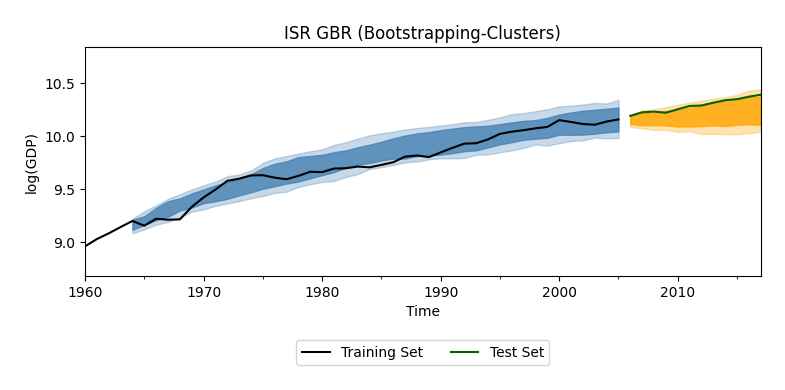 ISR GBR (Bootstrapping-Clusters)
log(GDP)
10.5
10.0
9.5
9.0
1960 1970 1980 1990 2000 2010
Time
Training Set Test Set